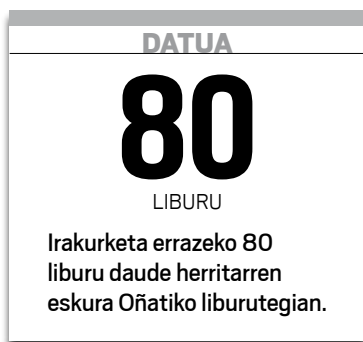 DATUA
80
LIBURU
Irakurketa errazeko 80
liburu daude herritarren
eskura Oñatiko liburutegian.